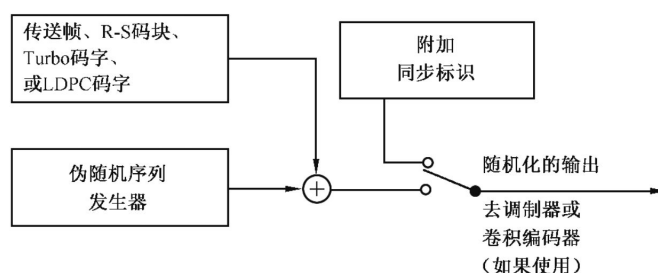 传送帧、R-S码块、
Turbo码字、
或LDPC码字
附加
同步标识
伪随机序列
发生器
随机化的输出
去调制器或
卷积编码器
（如果使用）